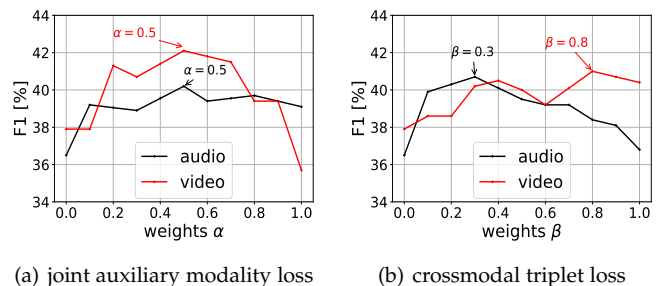 44
42
40
38
36
34
F1 [%]
α = 0.5
α = 0.5
audio
video
0.0 0.2 0.4 0.6 0.8 1.0
weights α
(a) joint auxiliary modality loss
44
42
40
38
36
34
F1 [%]
β = 0.3
β = 0.8
audio
video
0.0 0.2 0.4 0.6 0.8 1.0
weights β
(b) crossmodal triplet loss